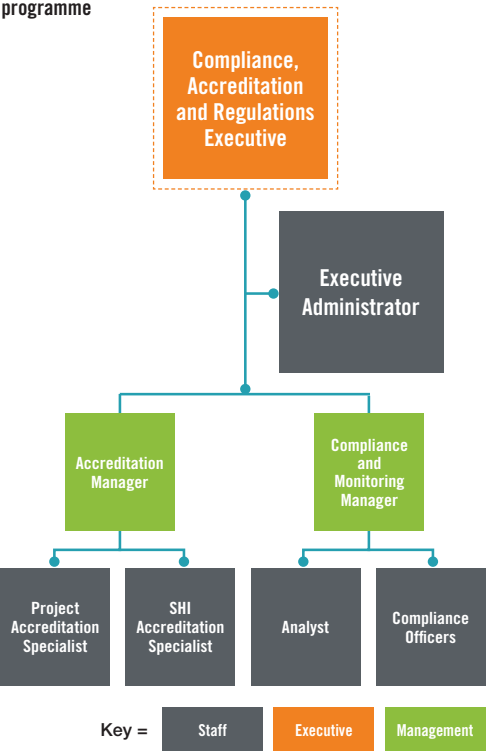 programme
Compliance,
Accreditation
and Regulations
Executive
Executive
Administrator
Accreditation
Manager
Compliance
and
Monitoring
Manager
Project
Accreditation
Specialist
SHI
Accreditation
Specialist
Analyst
Compliance
Officers
Key =
Staff
Executive
Management